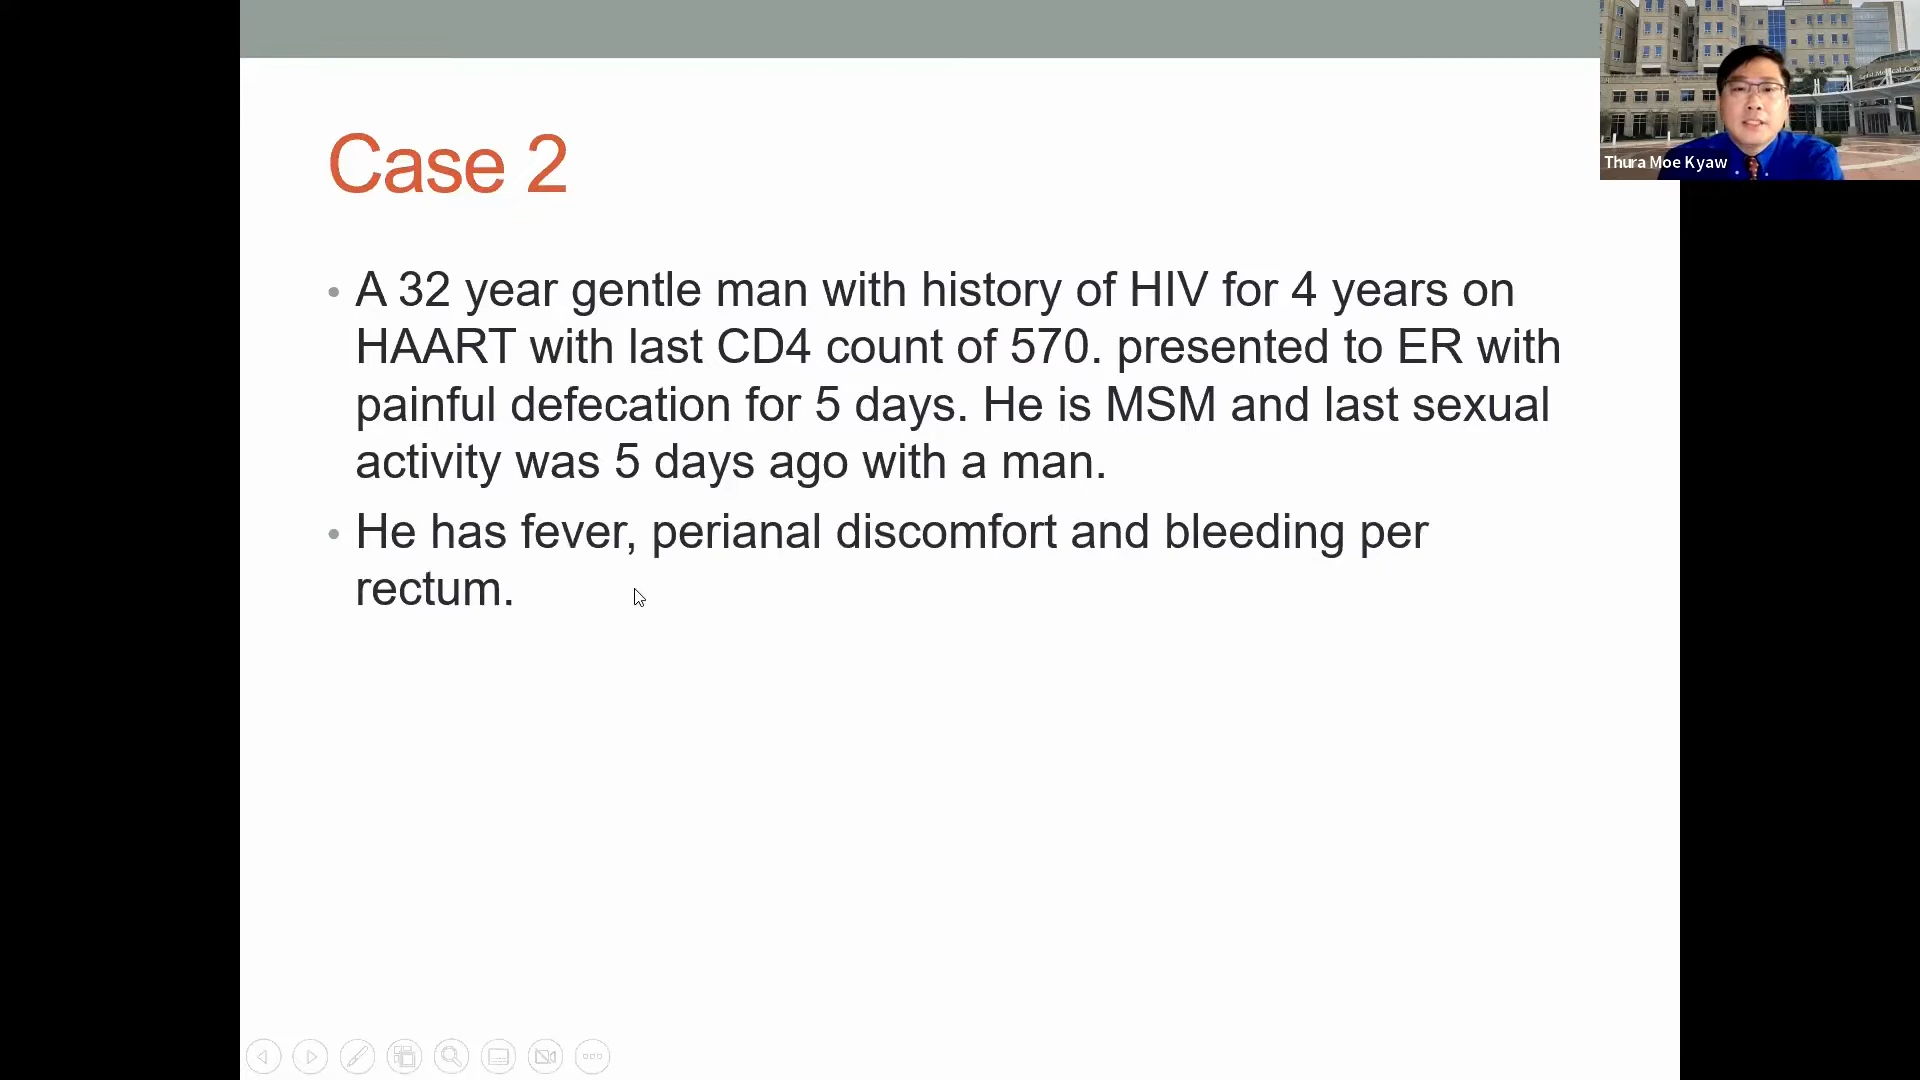 Case 2
• A 32 year gentle man with history of HIV for 4 years on
HAART with last CD4 count of 570. presented to ER with
painful defecation for 5 days. He is MSM and last sexual
activity was 5 days ago with a man.
• He has fever, perianal discomfort and bleeding per
rectum.
Thura Moe Kyaw